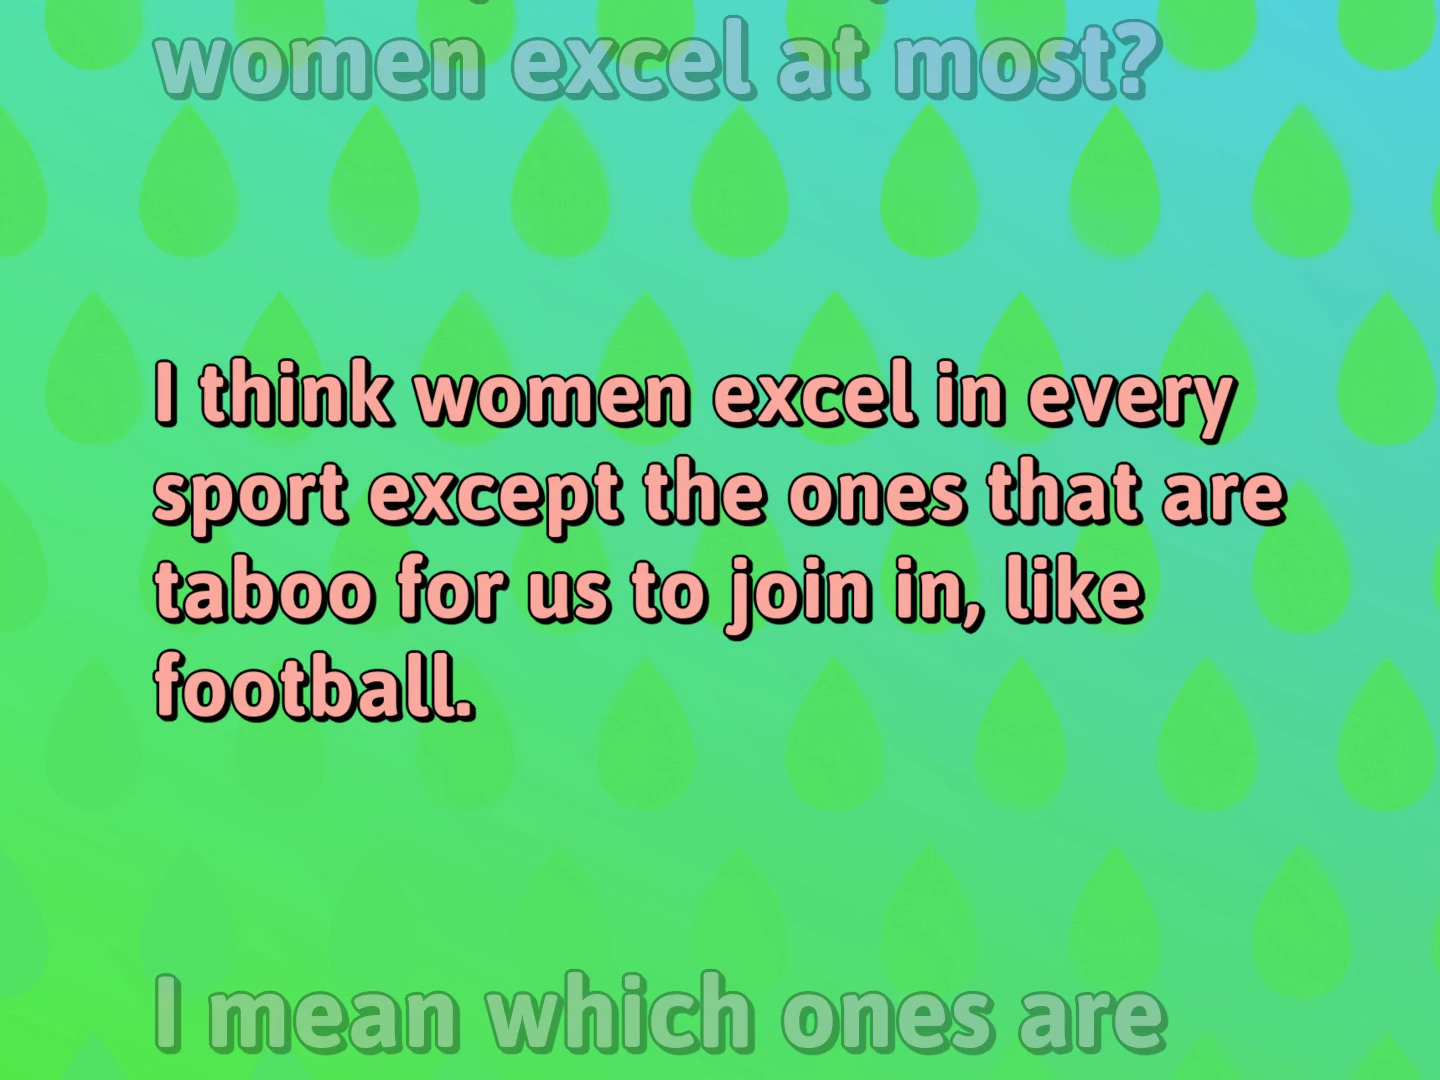 women excel at most?
I think women excel in every
sport except the ones that are
taboo for us to join in, like
football.
I mean which ones are